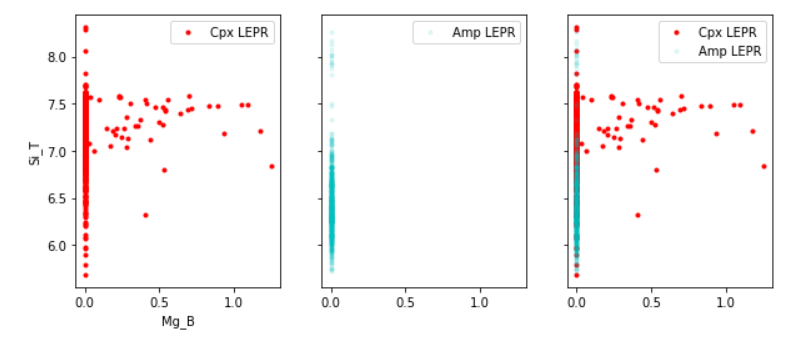 Cpx LEPR
Amp LEPR
Cpx LEPR
Amp LEPR
8.0
7.5
7.0
6.5
6.0
Si_T
0.0 0.5 1.0
0.0 0.5 1.0
0.0 0.5 1.0
Mg_B